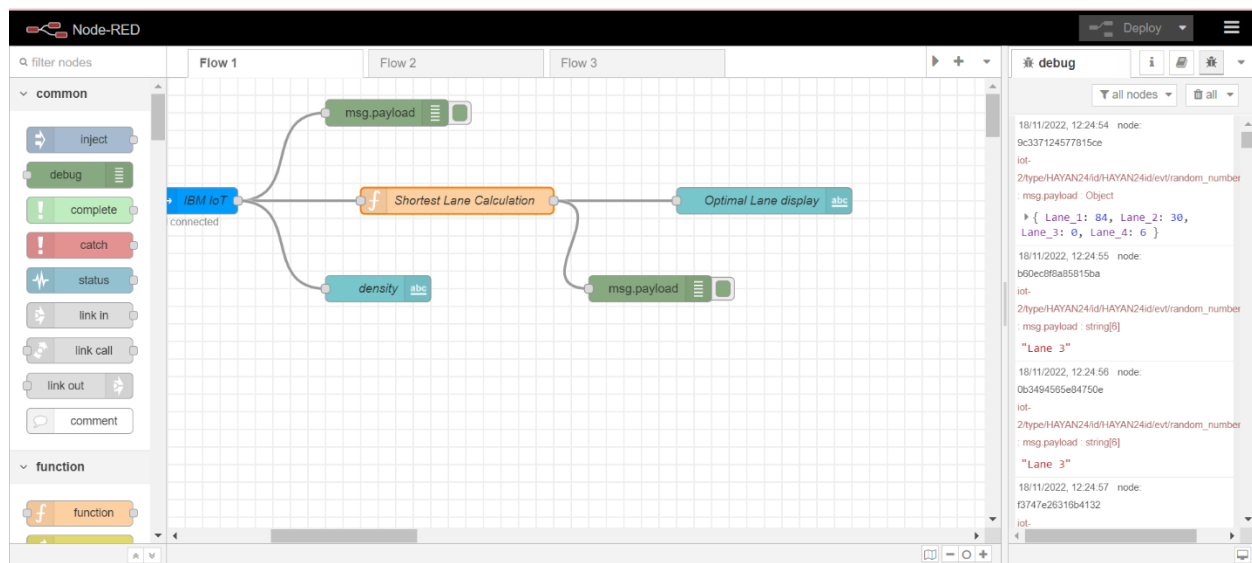 Node-RED
Deploy
filter nodes
Flow 1
Flow 2
Flow 3
debug
i
common
all nodes
all
inject
debug
complete
catch
status
link in
link call
link out
comment
function
function
msg.payload
IBM IoT
connected
Shortest Lane Calculation
Optimal Lane display
abc
density
abc
msg.payload
18/11/2022, 12:24:54 node:
9c337124577815ce
iot-
2/type/HAYAN24/id/HAYAN24id/evt/random_number
: msg.payload : Object
{ Lane_1: 84, Lane_2: 30,
Lane_3: 0, Lane_4: 6 }
18/11/2022, 12:24:55 node:
b60ec8f8a85815ba
iot-
2/type/HAYAN24/id/HAYAN24id/evt/random_number
: msg.payload : string[6]
"Lane 3"
18/11/2022, 12:24:56 node:
0b3494565e84750e
iot-
2/type/HAYAN24/id/HAYAN24id/evt/random_number
: msg.payload : string[6]
"Lane 3"
18/11/2022, 12:24:57 node:
f3747e26316b4132
iot-